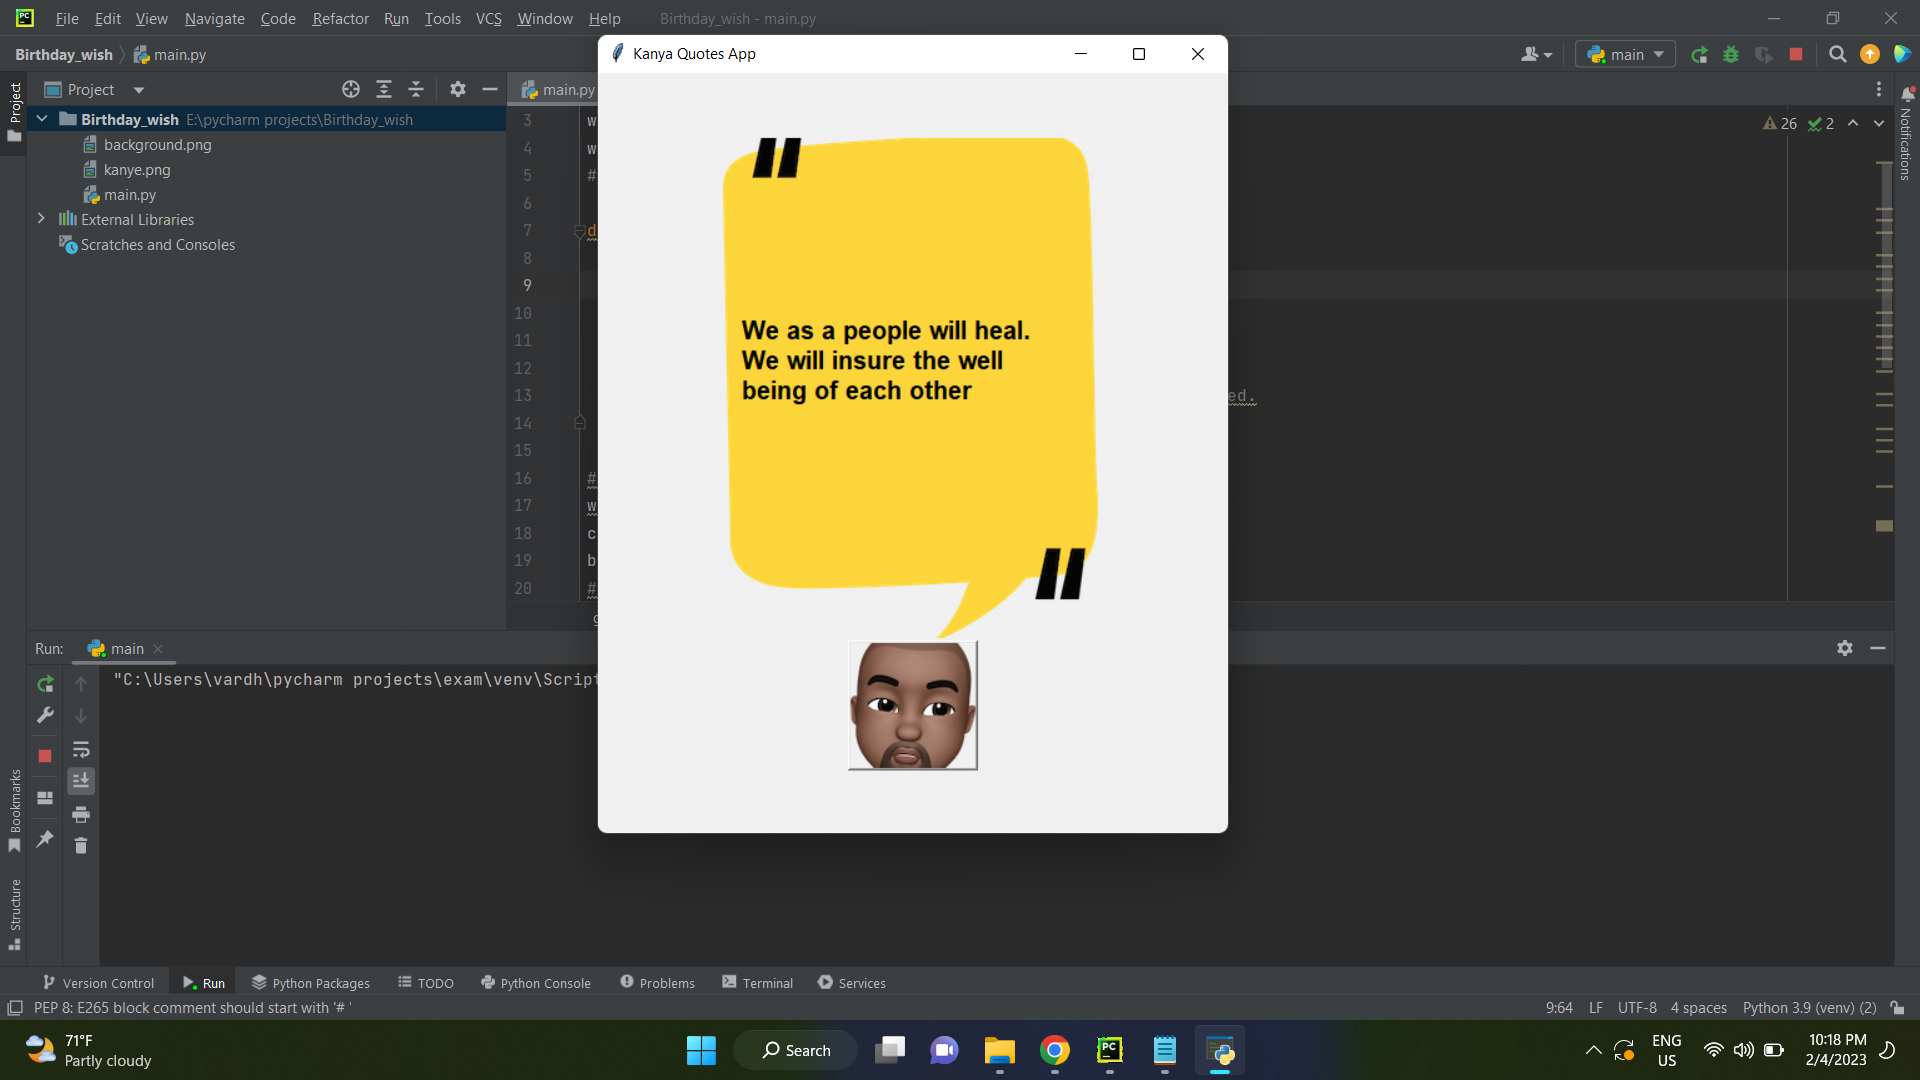 File Edit View Navigate Code Refactor Run Tools VCS Window Help Birthday_wish - main.py
Birthday_wish main.py
main
Kanya Quotes App
Project
Project
main.py
Birthday_wish E:\pycharm projects\Birthday_wish
background.png
kanye.png
main.py
External Libraries
Scratches and Consoles
3 w
4 w
5 #
6
7 d
8
9
10
11
12
13 ed.
14
15
16 #
17 w
18 c
19 b
20 #
26 2
Notifications
"
We as a people will heal.
We will insure the well
being of each other
"
Run: main
"C:\Users\vardh\pycharm projects\exam\venv\Script
Bookmarks
Structure
Version Control Run Python Packages TODO Python Console Problems Terminal Services
PEP 8: E265 block comment should start with '# '
9:64 LF UTF-8 4 spaces Python 3.9 (venv) (2)
71°F
Partly cloudy
Search
ENG
US
10:18 PM
2/4/2023